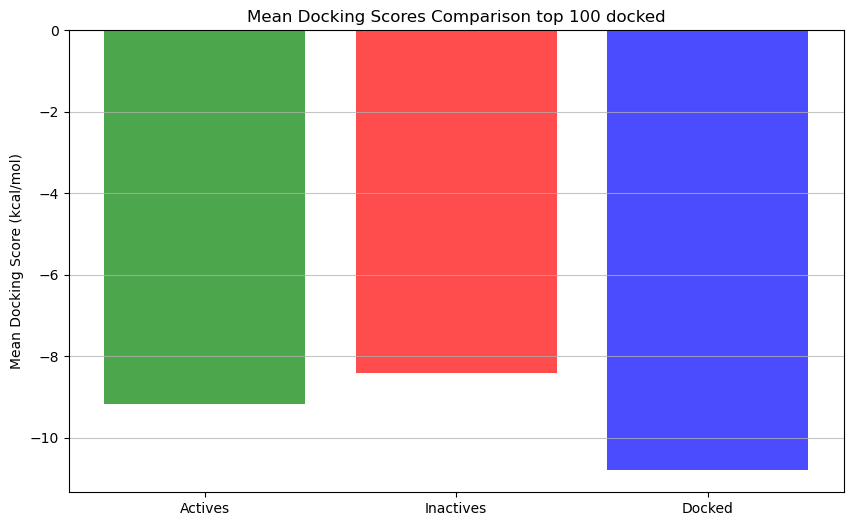 Mean Docking Scores Comparison top 100 docked
Mean Docking Score (kcal/mol)
0
−2
−4
−6
−8
−10
Actives
Inactives
Docked